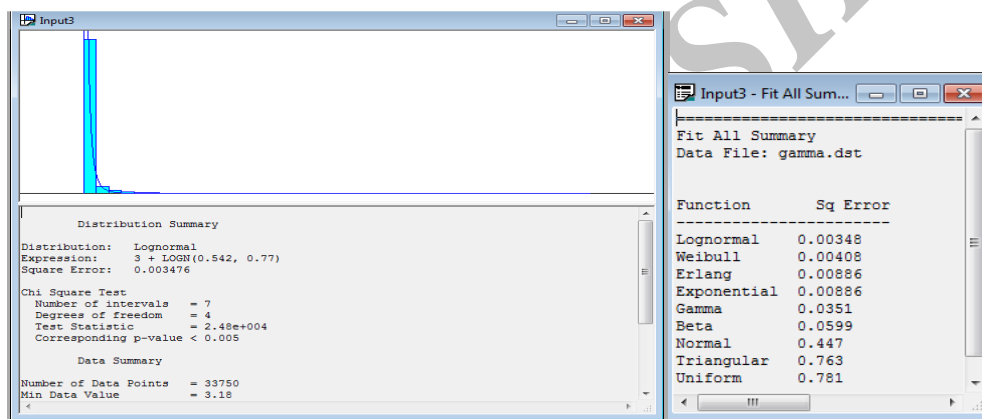 Input3
Distribution Summary
Distribution: Lognormal
Expression: 3 + LOGN(0.542, 0.77)
Square Error: 0.003476
Chi Square Test
Number of intervals = 7
Degrees of freedom = 4
Test Statistic = 2.48e+004
Corresponding p-value < 0.005
Data Summary
Number of Data Points = 33750
Min Data Value = 3.18
Input3 - Fit All Sum...
================================
Fit All Summary
Data File: gamma.dst
Function Sq Error
-----------------------
Lognormal 0.00348
Weibull 0.00408
Erlang 0.00886
Exponential 0.00886
Gamma 0.0351
Beta 0.0599
Normal 0.447
Triangular 0.763
Uniform 0.781